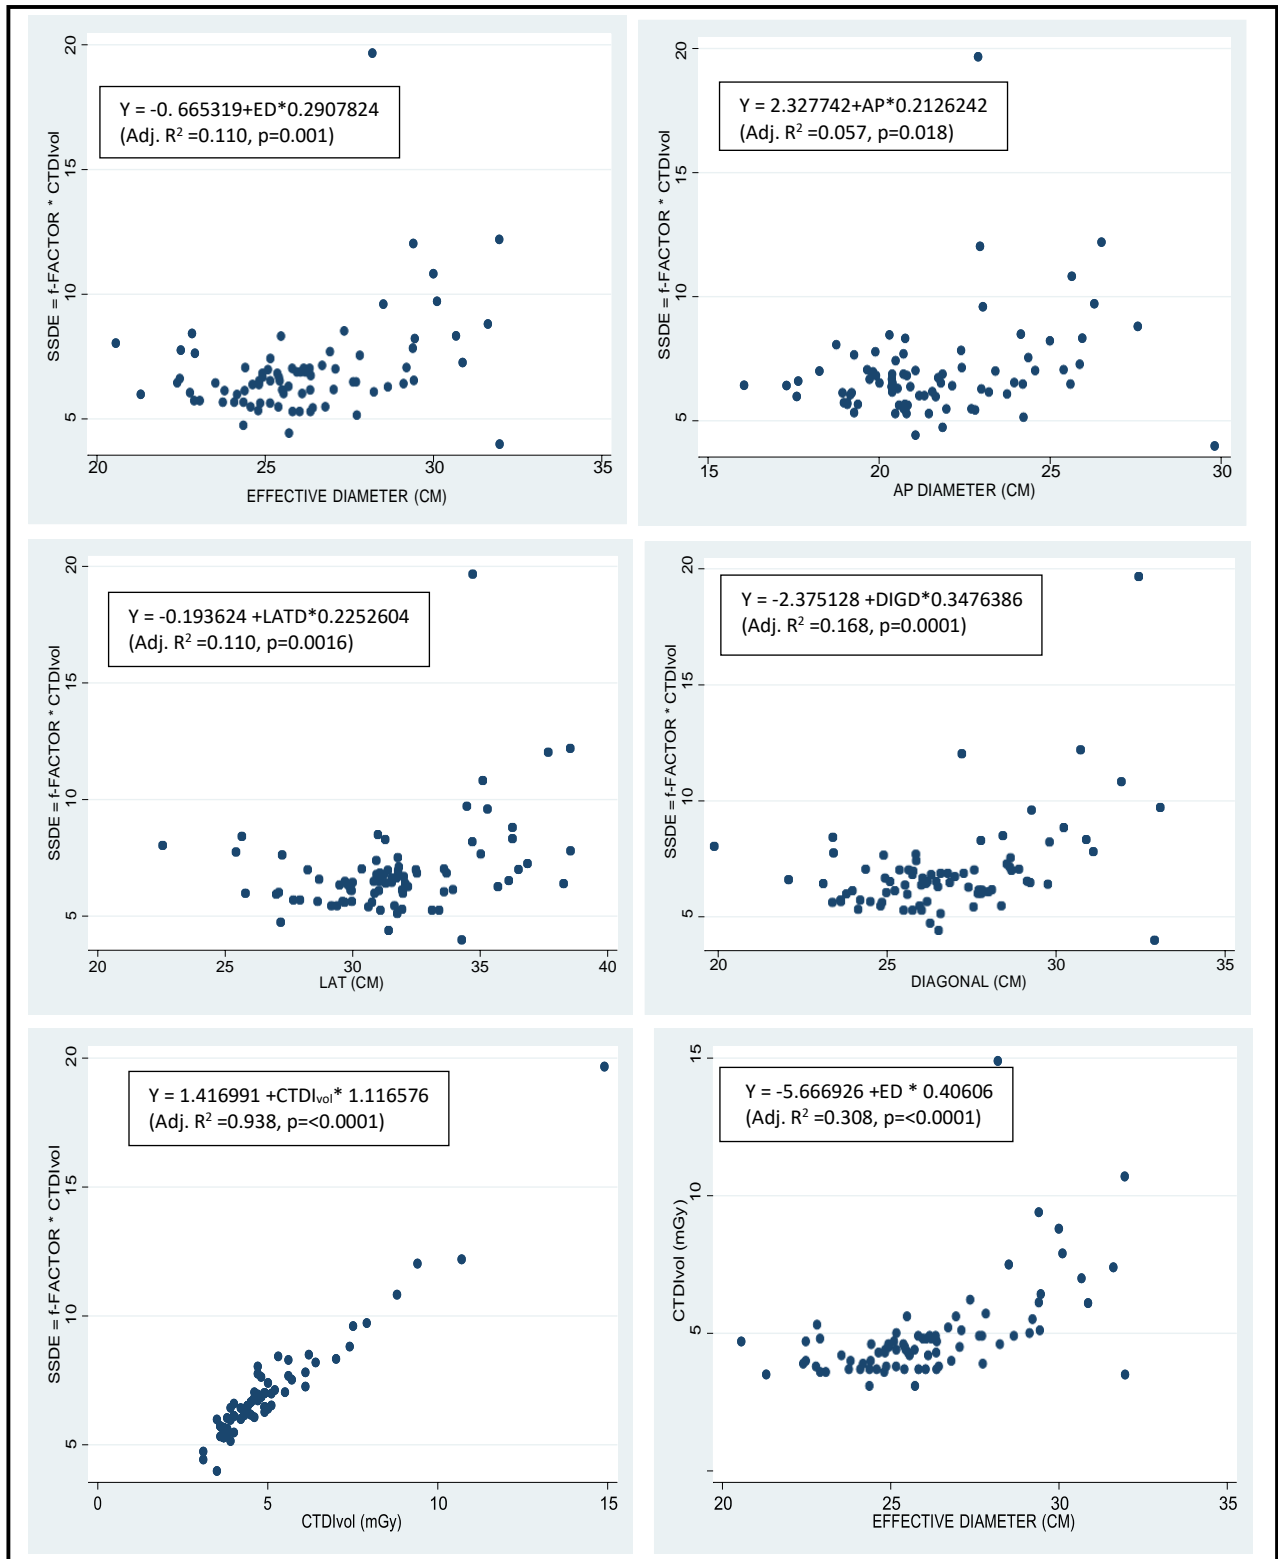 20
15
10
5
SSDE = f-FACTOR * CTDIvol
Y = -0. 665319+ED*0.2907824
(Adj. R² =0.110, p=0.001)
20 25 30 35
EFFECTIVE DIAMETER (CM)
20
15
10
5
SSDE = f-FACTOR * CTDIvol
Y = 2.327742+AP*0.2126242
(Adj. R² =0.057, p=0.018)
15 20 25 30
AP DIAMETER (CM)
20
15
10
5
SSDE = f-FACTOR * CTDIvol
Y = -0.193624 +LATD*0.2252604
(Adj. R² =0.110, p=0.0016)
20 25 30 35 40
LAT (CM)
20
15
10
5
SSDE = f-FACTOR * CTDIvol
Y = -2.375128 +DIGD*0.3476386
(Adj. R² =0.168, p=0.0001)
20 25 30 35
DIAGONAL (CM)
20
15
10
5
SSDE = f-FACTOR * CTDIvol
Y = 1.416991 +CTDIvol* 1.116576
(Adj. R² =0.938, p=<0.0001)
0 5 10 15
CTDIvol (mGy)
15
10
5
CTDIvol (mGy)
Y = -5.666926 +ED * 0.40606
(Adj. R² =0.308, p=<0.0001)
20 25 30 35
EFFECTIVE DIAMETER (CM)